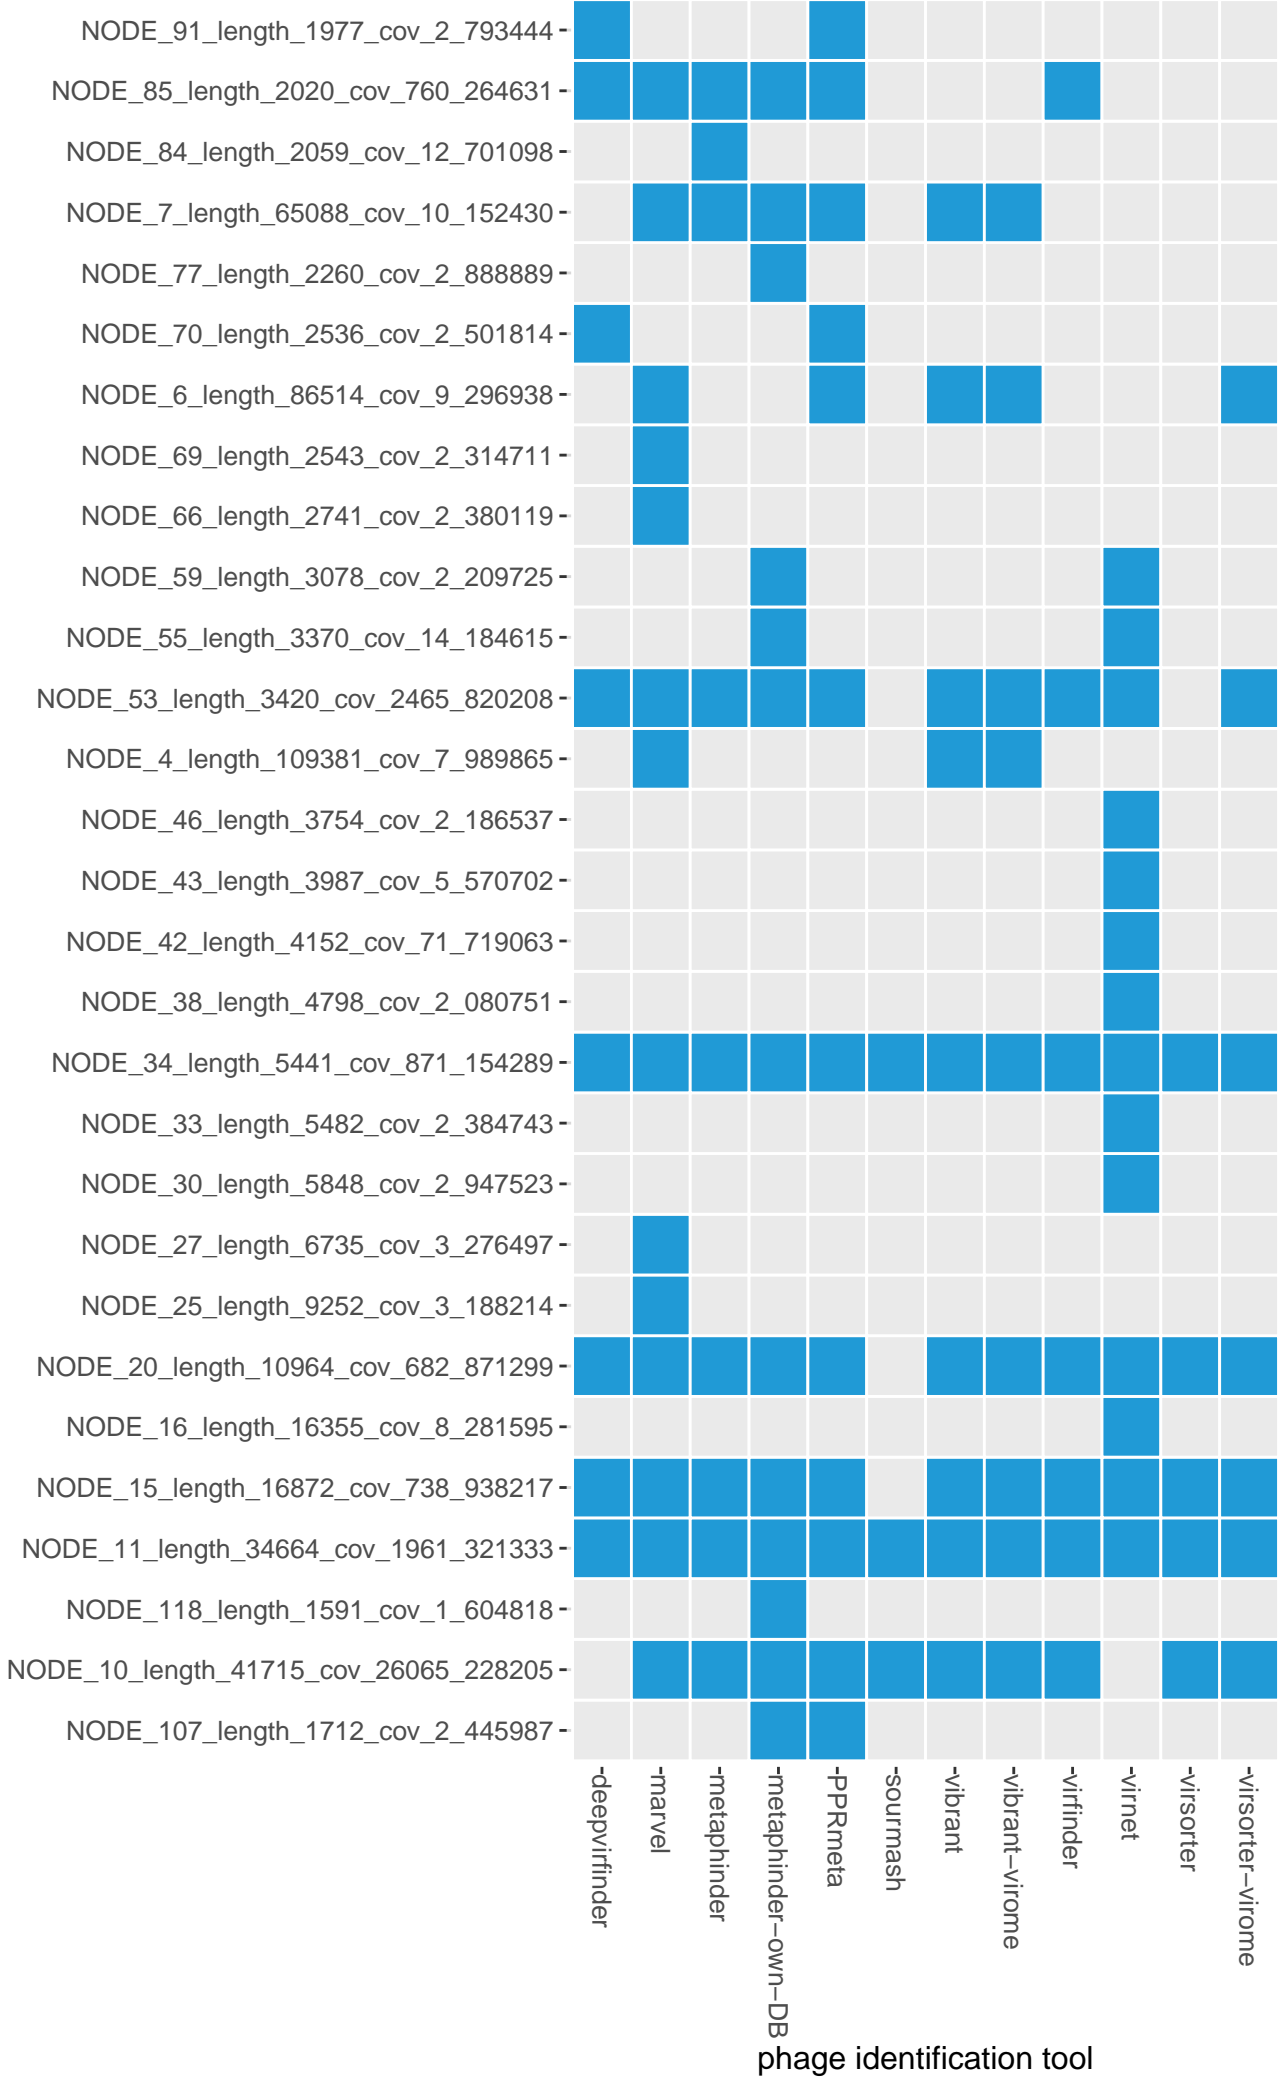 NODE_91_length_1977_cov_2_793444
NODE_85_length_2020_cov_760_264631
NODE_84_length_2059_cov_12_701098
NODE_7_length_65088_cov_10_152430
NODE_77_length_2260_cov_2_888889
NODE_70_length_2536_cov_2_501814
NODE_6_length_86514_cov_9_296938
NODE_69_length_2543_cov_2_314711
NODE_66_length_2741_cov_2_380119
NODE_59_length_3078_cov_2_209725
NODE_55_length_3370_cov_14_184615
NODE_53_length_3420_cov_2465_820208
NODE_4_length_109381_cov_7_989865
NODE_46_length_3754_cov_2_186537
NODE_43_length_3987_cov_5_570702
NODE_42_length_4152_cov_71_719063
NODE_38_length_4798_cov_2_080751
NODE_34_length_5441_cov_871_154289
NODE_33_length_5482_cov_2_384743
NODE_30_length_5848_cov_2_947523
NODE_27_length_6735_cov_3_276497
NODE_25_length_9252_cov_3_188214
NODE_20_length_10964_cov_682_871299
NODE_16_length_16355_cov_8_281595
NODE_15_length_16872_cov_738_938217
NODE_11_length_34664_cov_1961_321333
NODE_118_length_1591_cov_1_604818
NODE_10_length_41715_cov_26065_228205
NODE_107_length_1712_cov_2_445987
deepvirfinder
marvel
metaphinder
metaphinder−own−DB
PPRmeta
sourmash
vibrant
vibrant−virome
virfinder
virnet
virsorter
virsorter−virome
phage identification tool